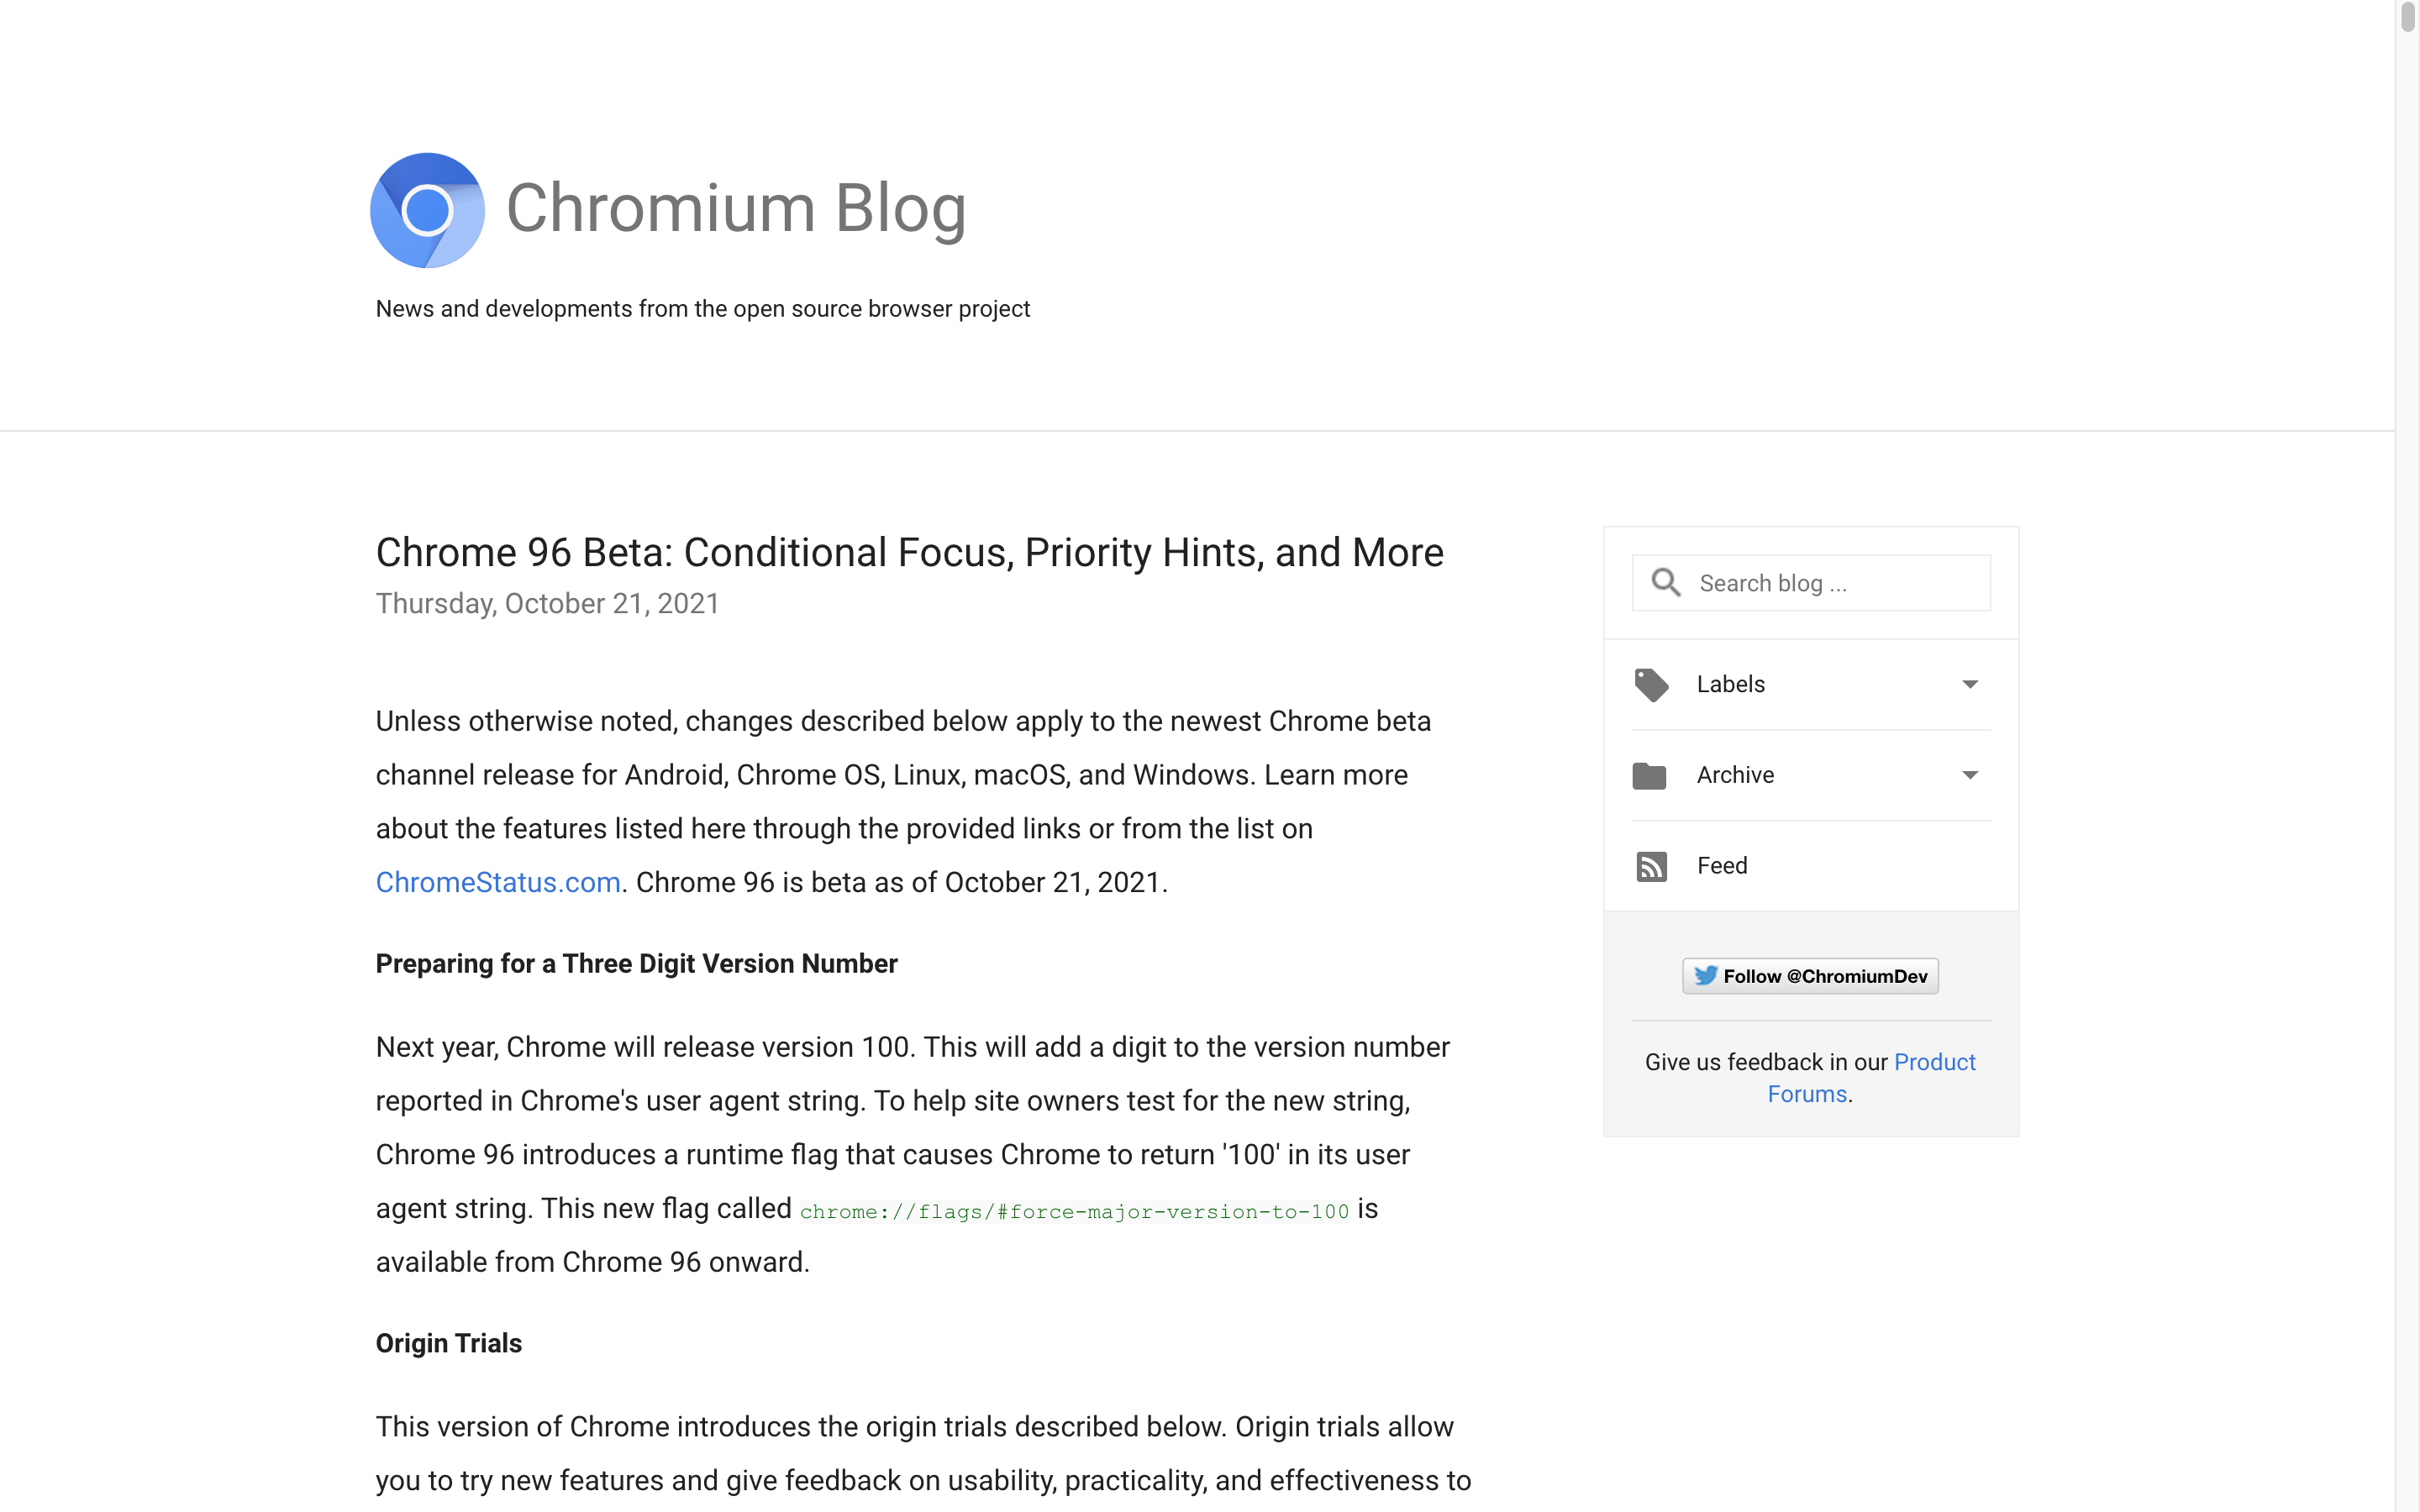 Chromium Blog
News and developments from the open source browser project
Chrome 96 Beta: Conditional Focus, Priority Hints, and More
Thursday, October 21, 2021
Unless otherwise noted, changes described below apply to the newest Chrome beta
channel release for Android, Chrome OS, Linux, macOS, and Windows. Learn more
about the features listed here through the provided links or from the list on
ChromeStatus.com. Chrome 96 is beta as of October 21, 2021.
Preparing for a Three Digit Version Number
Next year, Chrome will release version 100. This will add a digit to the version number
reported in Chrome's user agent string. To help site owners test for the new string,
Chrome 96 introduces a runtime flag that causes Chrome to return '100' in its user
agent string. This new flag called chrome://flags/#force-major-version-to-100 is
available from Chrome 96 onward.
Origin Trials
This version of Chrome introduces the origin trials described below. Origin trials allow
you to try new features and give feedback on usability, practicality, and effectiveness to
Search blog ...
Labels
Archive
Feed
Follow @ChromiumDev
Give us feedback in our Product
Forums.